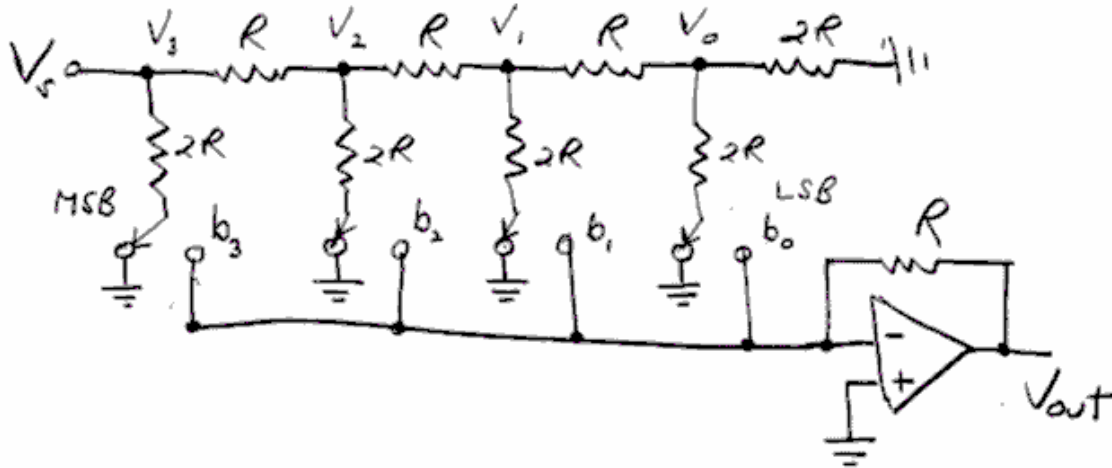 V₃ R V₂ R V₁ R V₀ 2R
Vₛ
2R 2R 2R 2R
MSB b₃ b₂ b₁ LSB b₀
R
−
+
Vout